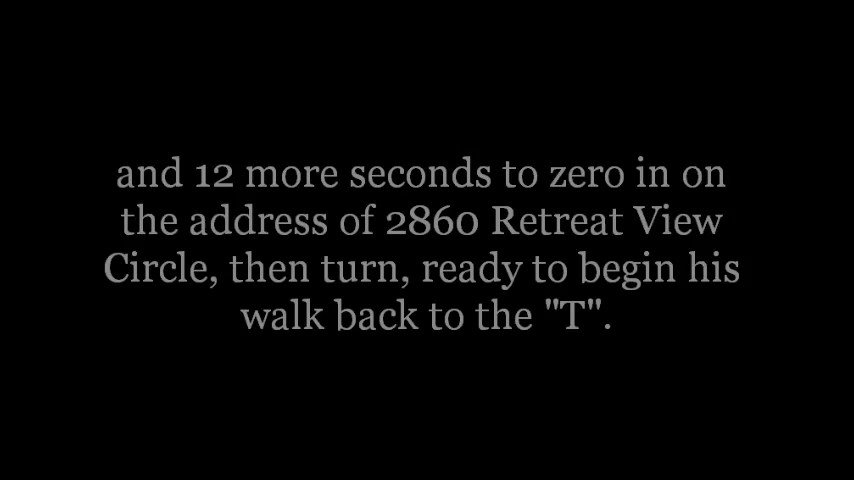 and 12 more seconds to zero in on
the address of 2860 Retreat View
Circle, then turn, ready to begin his
walk back to the "T".